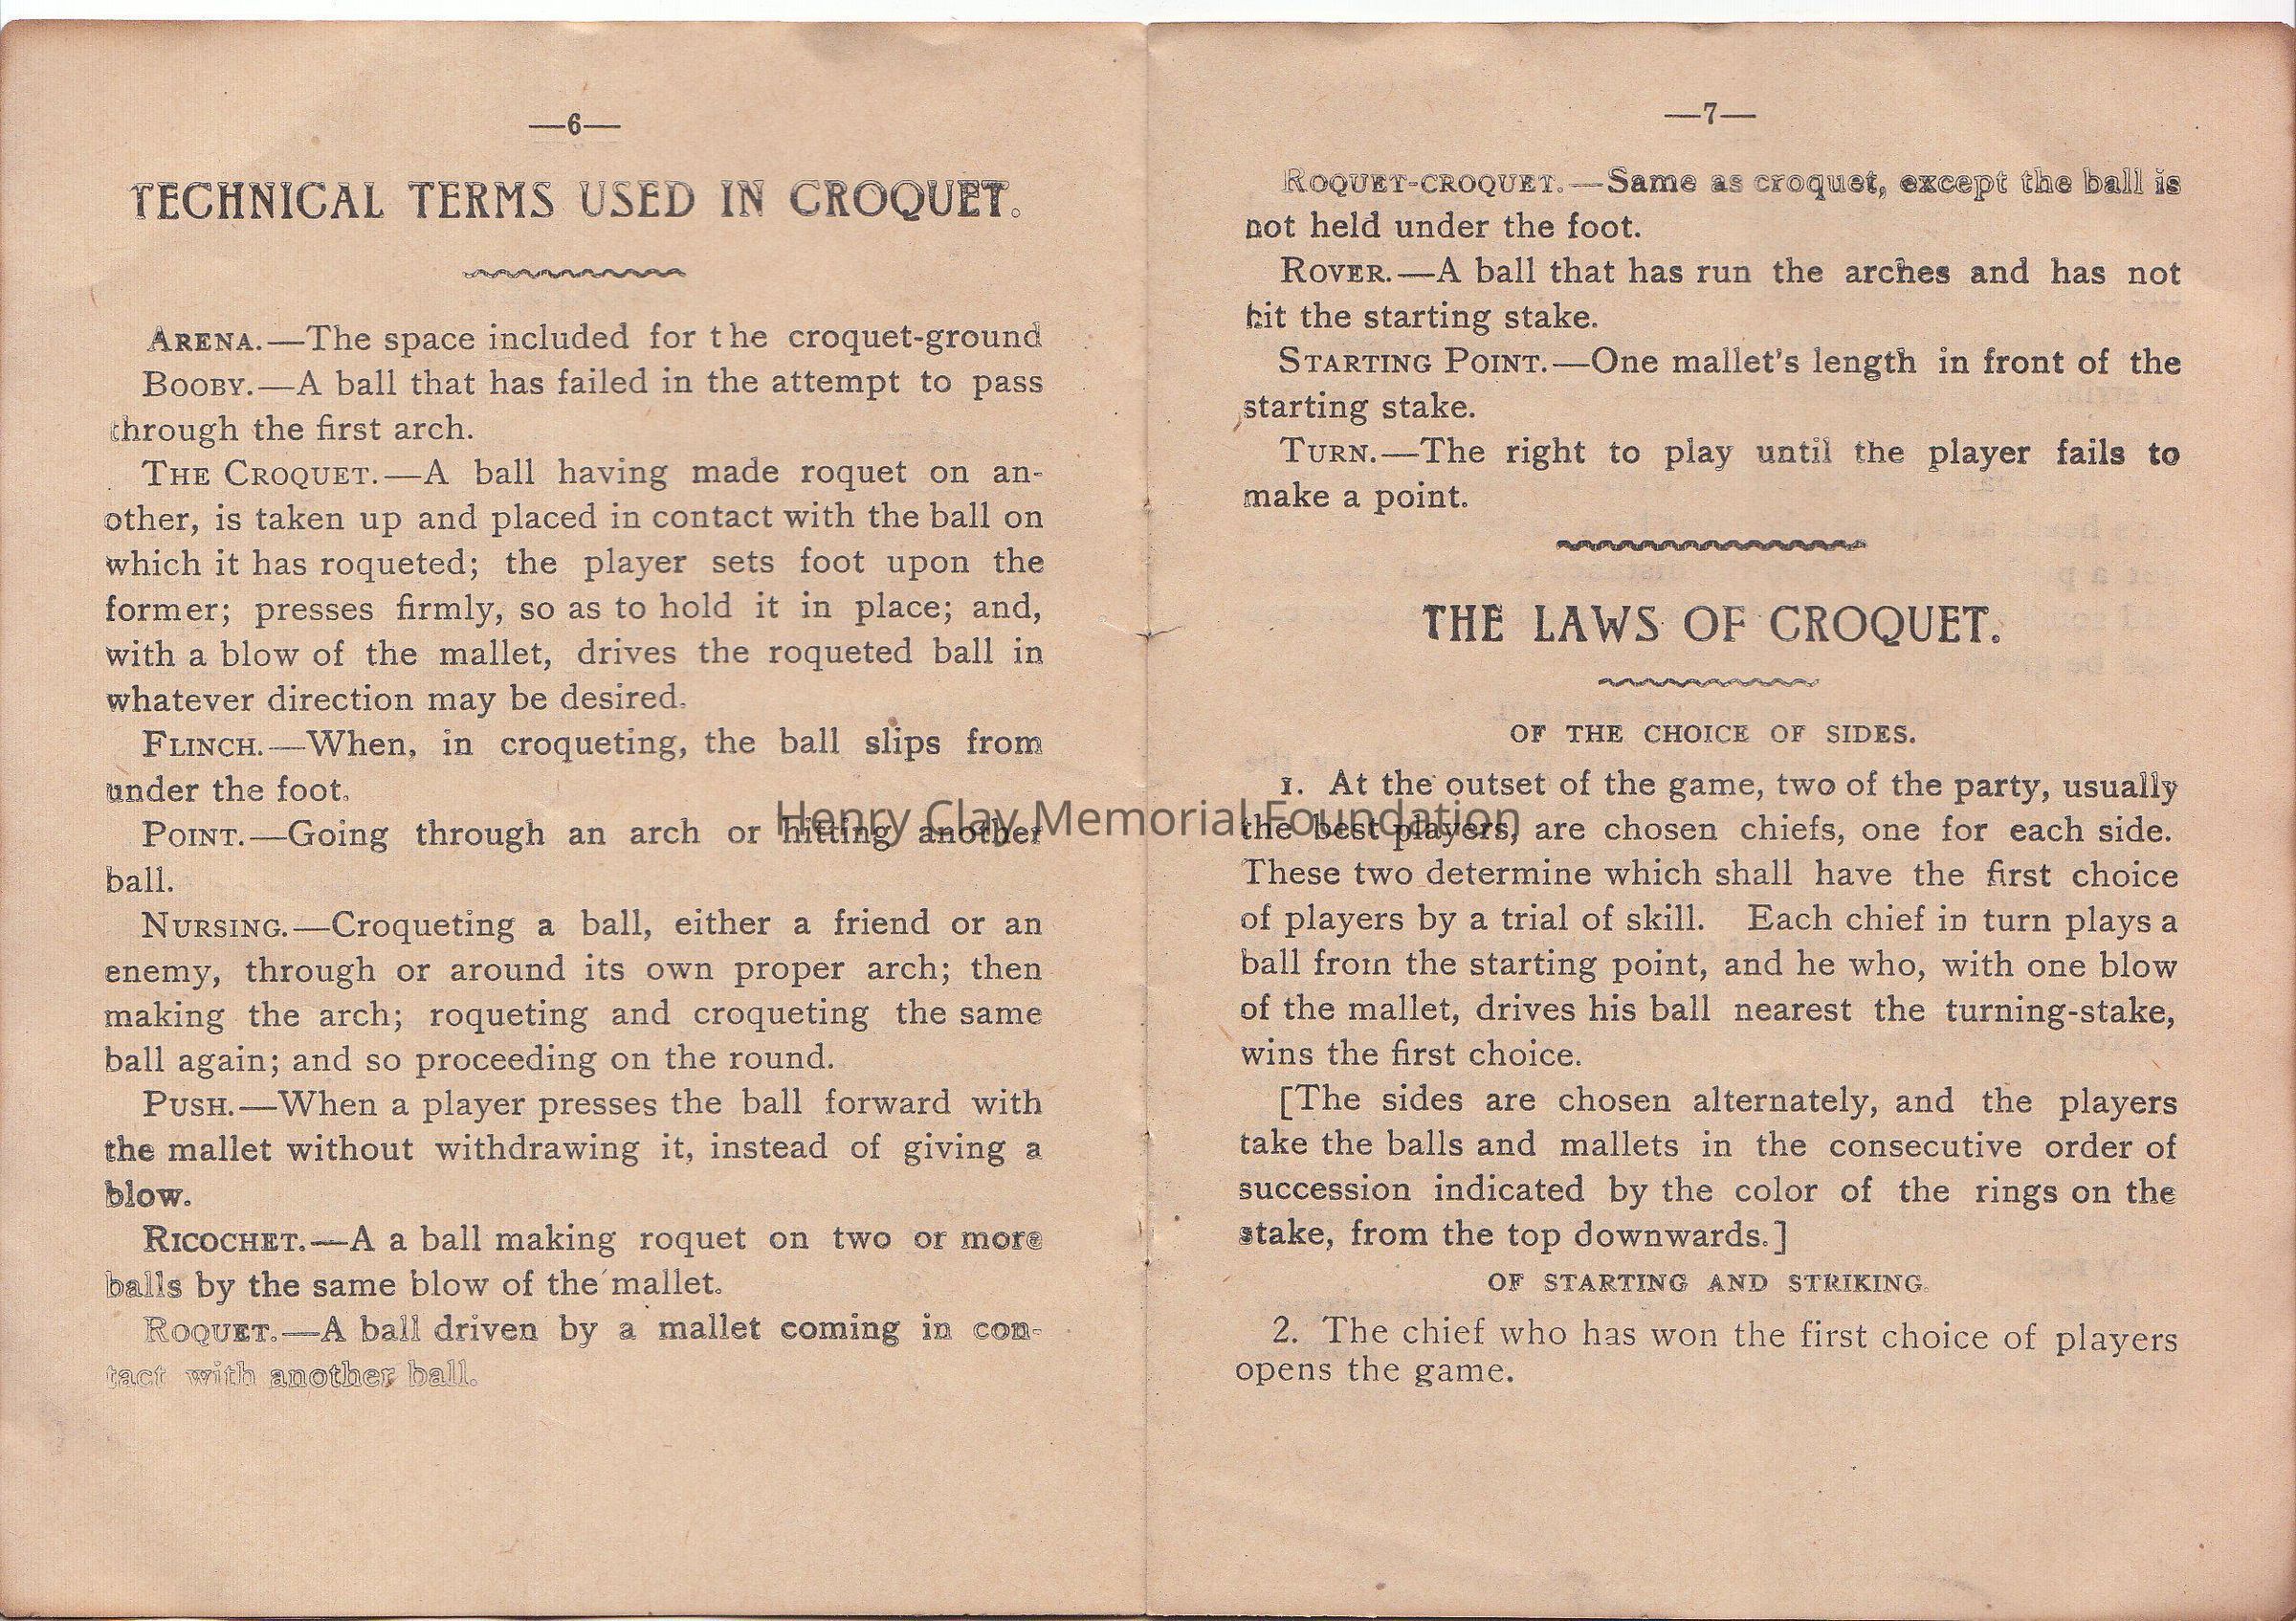 —6—
TECHNICAL TERMS USED IN CROQUET.
ARENA.—The space included for the croquet-ground
BOOBY.—A ball that has failed in the attempt to pass
through the first arch.
THE CROQUET.—A ball having made roquet on an-
other, is taken up and placed in contact with the ball on
which it has roqueted; the player sets foot upon the
former; presses firmly, so as to hold it in place; and,
with a blow of the mallet, drives the roqueted ball in
whatever direction may be desired.
FLINCH.—When, in croqueting, the ball slips from
under the foot.
POINT.—Going through an arch or hitting another
ball.
NURSING.—Croqueting a ball, either a friend or an
enemy, through or around its own proper arch; then
making the arch; roqueting and croqueting the same
ball again; and so proceeding on the round.
PUSH.—When a player presses the ball forward with
the mallet without withdrawing it, instead of giving a
blow.
RICOCHET.—A a ball making roquet on two or more
balls by the same blow of the mallet.
ROQUET.—A ball driven by a mallet coming in con-
tact with another ball.
—7—
ROQUET-CROQUET.—Same as croquet, except the ball is
not held under the foot.
ROVER.—A ball that has run the arches and has not
hit the starting stake.
STARTING POINT.—One mallet's length in front of the
starting stake.
TURN.—The right to play until the player fails to
make a point.
THE LAWS OF CROQUET.
OF THE CHOICE OF SIDES.
1. At the outset of the game, two of the party, usually
the best players, are chosen chiefs, one for each side.
These two determine which shall have the first choice
of players by a trial of skill. Each chief in turn plays a
ball from the starting point, and he who, with one blow
of the mallet, drives his ball nearest the turning-stake,
wins the first choice.
[The sides are chosen alternately, and the players
take the balls and mallets in the consecutive order of
succession indicated by the color of the rings on the
stake, from the top downwards.]
OF STARTING AND STRIKING.
2. The chief who has won the first choice of players
opens the game.
Henry Clay Memorial Foundation